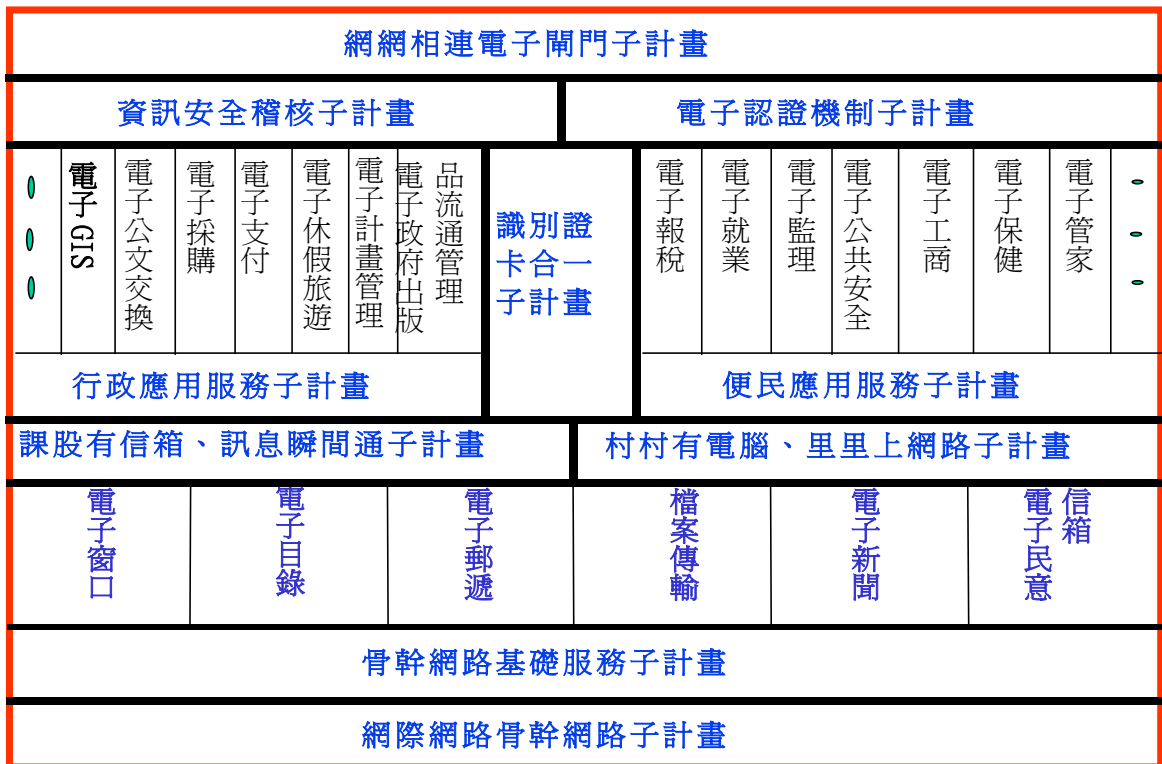 網網相連電子閘門子計畫
資訊安全稽核子計畫
電子認證機制子計畫
電子GIS
電子公文交換
電子採購
電子支付
電子休假旅遊
電子計畫管理
電子政府出版
品流通管理
識別證
卡合一
子計畫
電子報稅
電子就業
電子監理
電子公共安全
電子工商
電子保健
電子管家
行政應用服務子計畫
便民應用服務子計畫
課股有信箱、訊息瞬間通子計畫
村村有電腦、里里上網路子計畫
電子窗口
電子目錄
電子郵遞
檔案傳輸
電子新聞
電子民意
信箱
骨幹網路基礎服務子計畫
網際網路骨幹網路子計畫